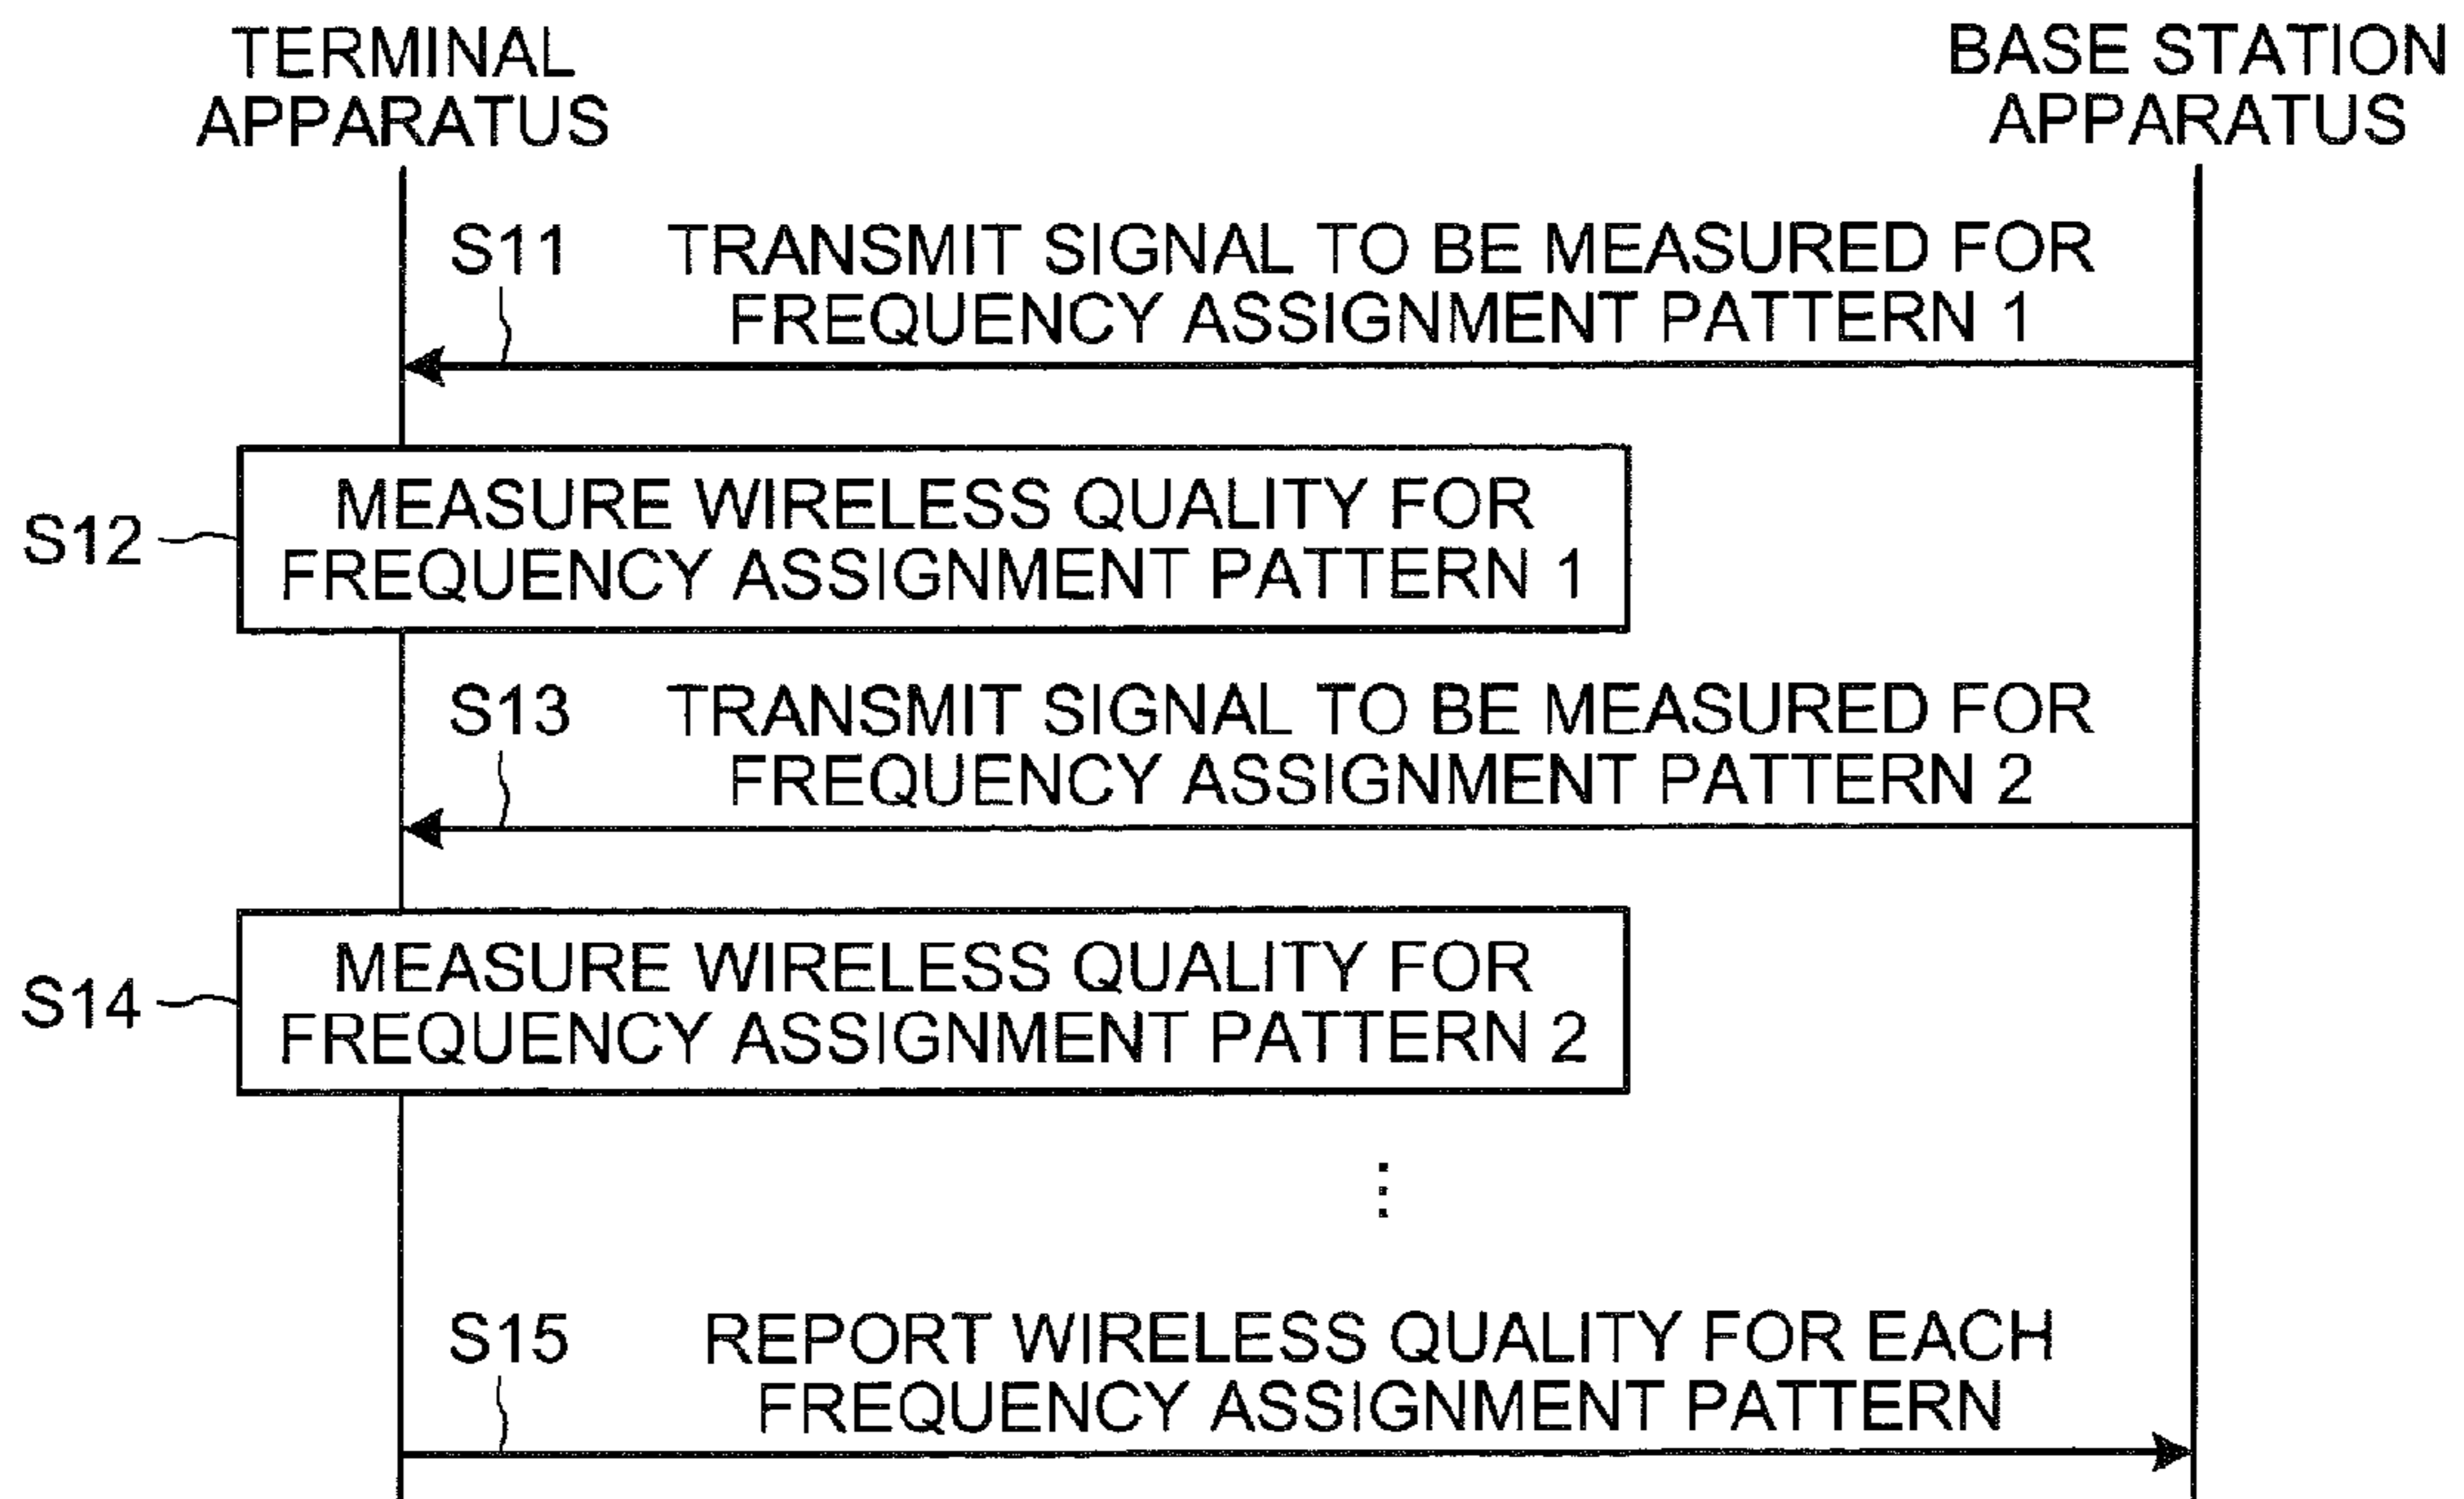 TERMINAL
APPARATUS
BASE STATION
APPARATUS
S11
TRANSMIT SIGNAL TO BE MEASURED FOR
FREQUENCY ASSIGNMENT PATTERN 1
S12
MEASURE WIRELESS QUALITY FOR
FREQUENCY ASSIGNMENT PATTERN 1
S13
TRANSMIT SIGNAL TO BE MEASURED FOR
FREQUENCY ASSIGNMENT PATTERN 2
S14
MEASURE WIRELESS QUALITY FOR
FREQUENCY ASSIGNMENT PATTERN 2
⋮
S15
REPORT WIRELESS QUALITY FOR EACH
FREQUENCY ASSIGNMENT PATTERN